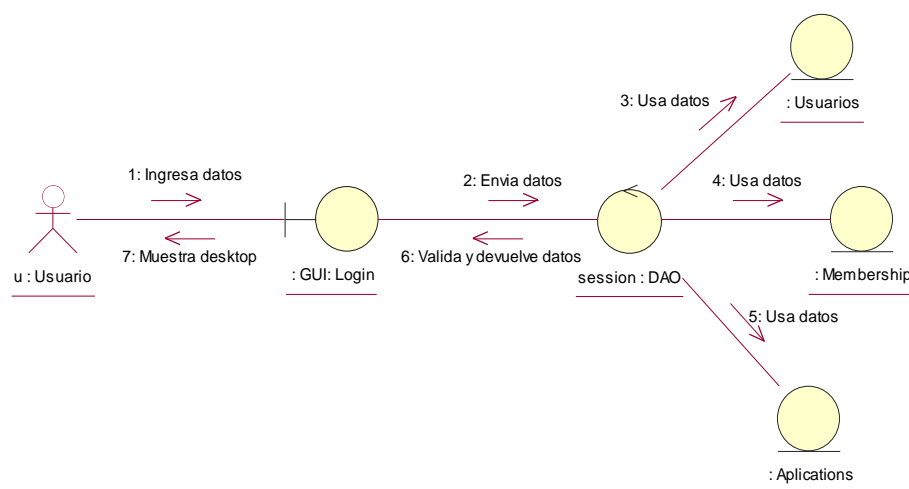 3: Usa datos
: Usuarios
1: Ingresa datos
2: Envia datos
4: Usa datos
7: Muestra desktop
6: Valida y devuelve datos
u : Usuario
: GUI: Login
session : DAO
: Membership
5: Usa datos
: Aplications